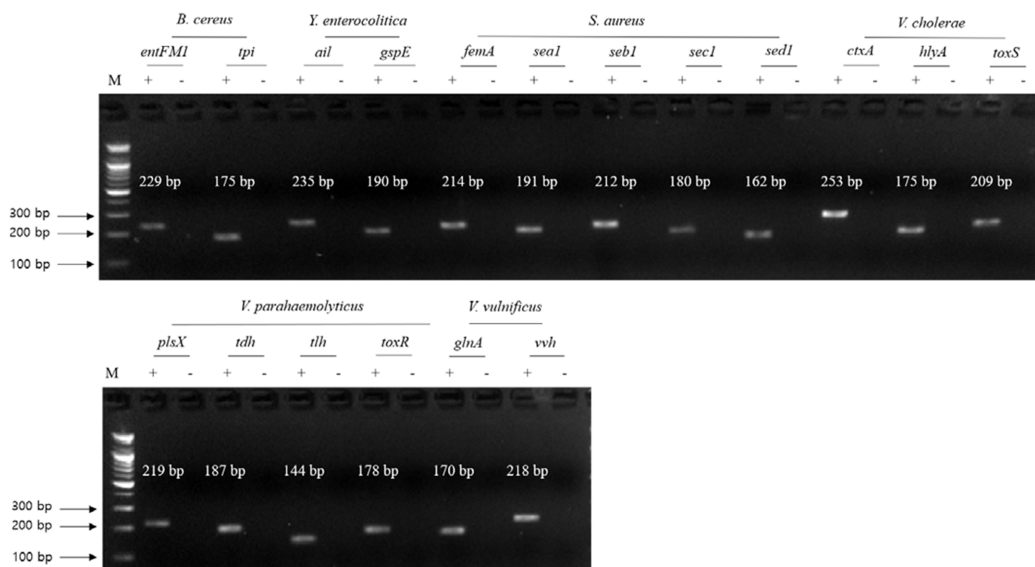 B. cereus Y. enterocolitica S. aureus V. cholerae
entFM1 tpi ail gspE femA sea1 seb1 sec1 sed1 ctxA hlyA toxS
M + - + - + - + - + - + - + - + - + - + - + - + -
229 bp 175 bp 235 bp 190 bp 214 bp 191 bp 212 bp 180 bp 162 bp 253 bp 175 bp 209 bp
300 bp
200 bp
100 bp
V. parahaemolyticus V. vulnificus
plsX tdh tlh toxR glnA vvh
M + - + - + - + - + - + -
219 bp 187 bp 144 bp 178 bp 170 bp 218 bp
300 bp
200 bp
100 bp